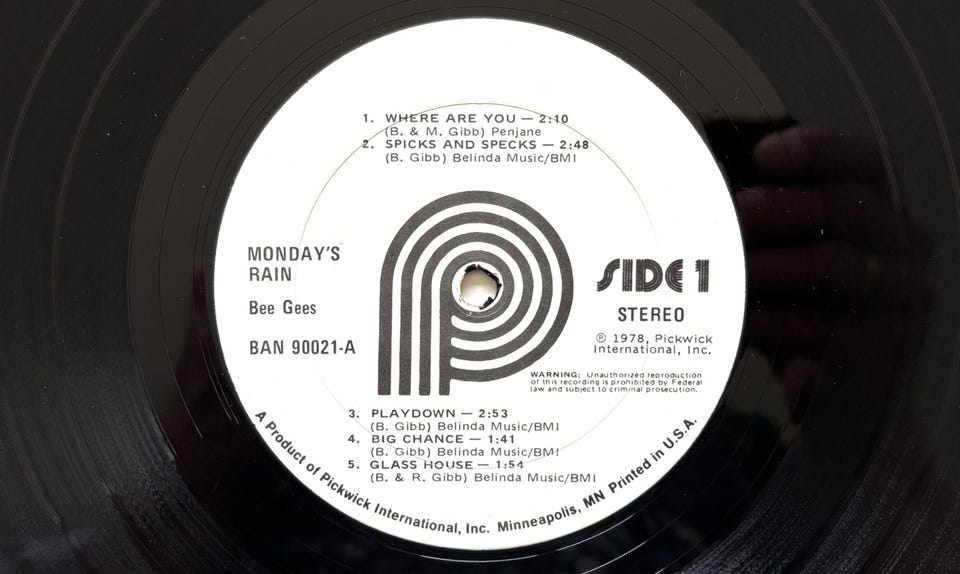 1. WHERE ARE YOU — 2:10
(B. & M. Gibb) Penjane
2. SPICKS AND SPECKS — 2:48
(B. Gibb) Belinda Music/BMI
MONDAY'S
RAIN
Bee Gees
BAN 90021-A
SIDE 1
STEREO
℗ 1978, Pickwick
International, Inc.
WARNING: Unauthorized reproduction
of this recording is prohibited by Federal
law and subject to criminal prosecution.
3. PLAYDOWN — 2:53
(B. Gibb) Belinda Music/BMI
4. BIG CHANCE — 1:41
(B. Gibb) Belinda Music/BMI
5. GLASS HOUSE — 1:54
(B. & R. Gibb) Belinda Music/BMI
A Product of Pickwick International, Inc. Minneapolis, MN Printed in U.S.A.